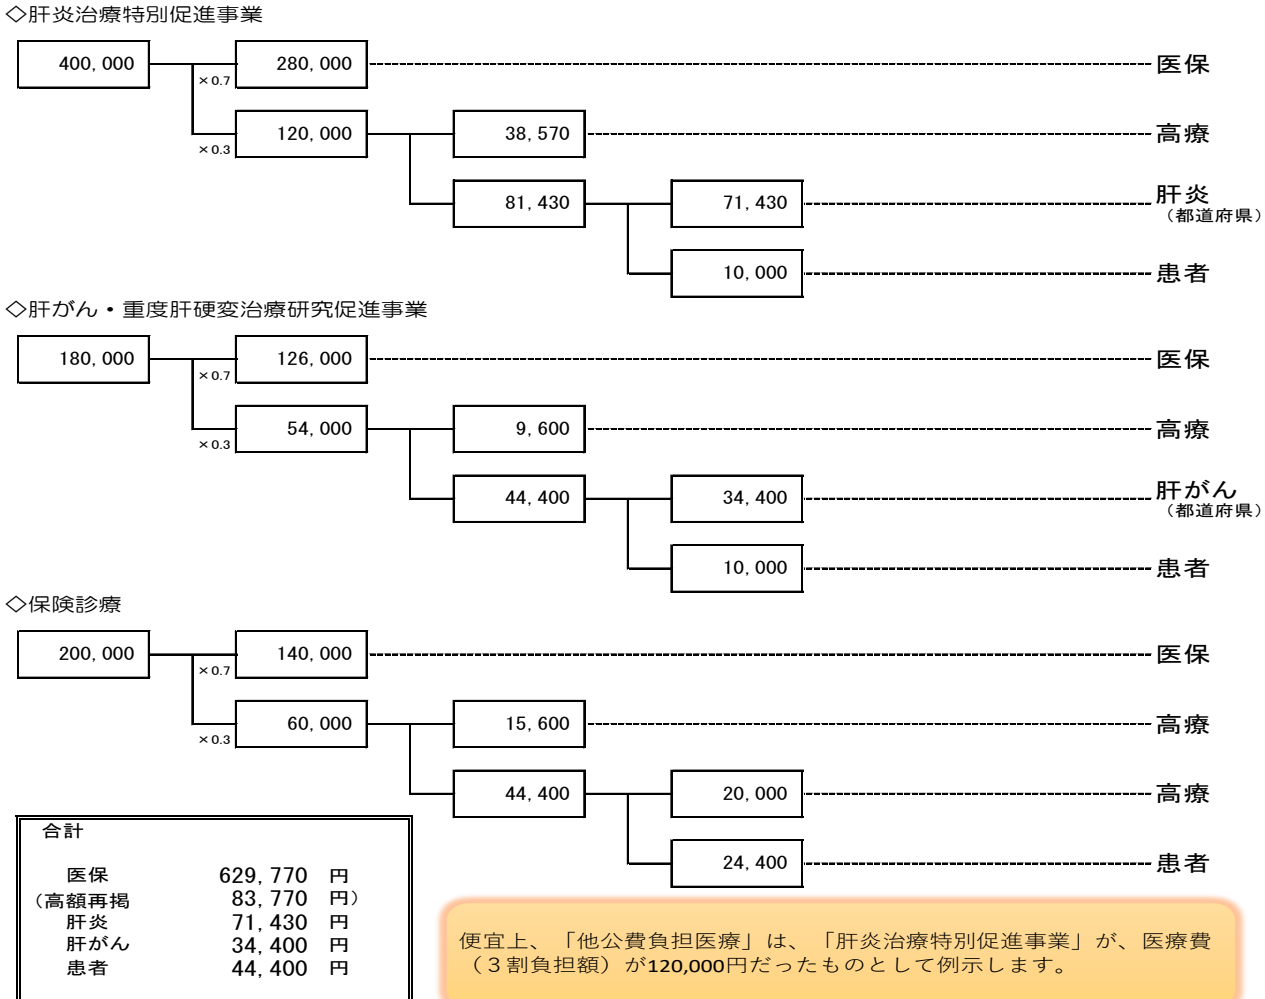 ◇肝炎治療特別促進事業
400,000
×0.7
280,000
医保
×0.3
120,000
38,570
高療
81,430
71,430
肝炎
（都道府県）
10,000
患者
◇肝がん・重度肝硬変治療研究促進事業
180,000
×0.7
126,000
医保
×0.3
54,000
9,600
高療
44,400
34,400
肝がん
（都道府県）
10,000
患者
◇保険診療
200,000
×0.7
140,000
医保
×0.3
60,000
15,600
高療
44,400
20,000
高療
24,400
患者
合計
医保 629,770 円
（高額再掲 83,770 円）
肝炎 71,430 円
肝がん 34,400 円
患者 44,400 円
便宜上、「他公費負担医療」は、「肝炎治療特別促進事業」が、医療費
（３割負担額）が120,000円だったものとして例示します。